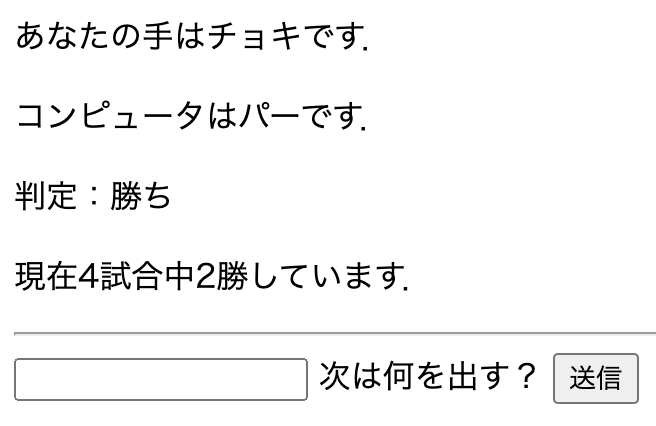 あなたの手はチョキです.
コンピュータはパーです.
判定：勝ち
現在4試合中2勝しています.
次は何を出す？ 送信